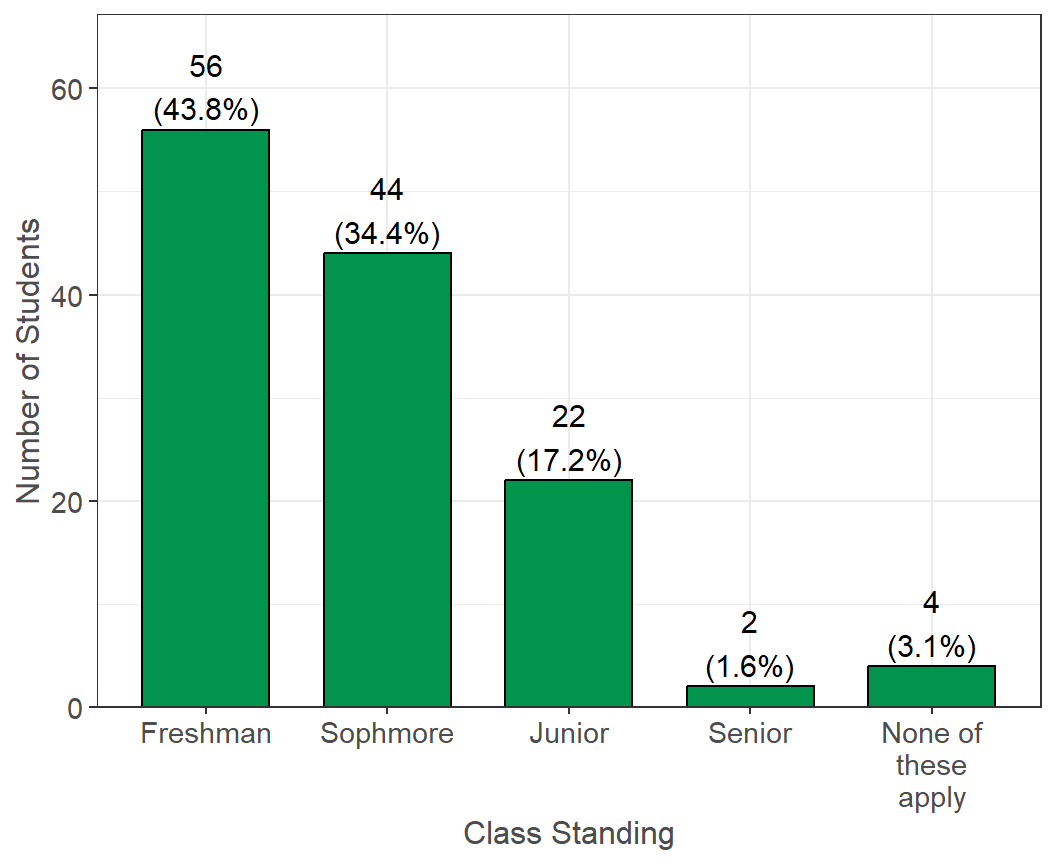 56
(43.8%)
44
(34.4%)
22
(17.2%)
2
(1.6%)
4
(3.1%)
60
40
20
0
Number of Students
Freshman
Sophmore
Junior
Senior
None of
these
apply
Class Standing